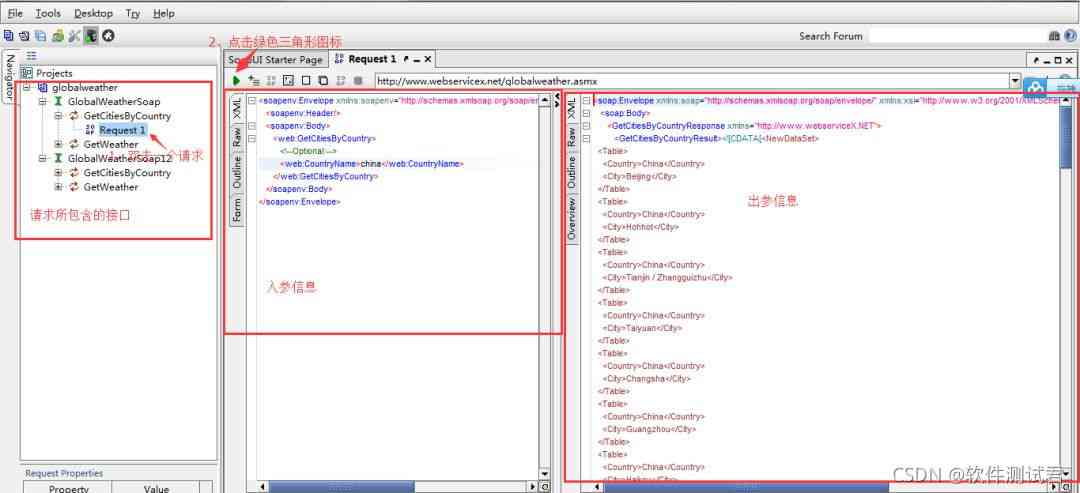 File Tools Desktop Help
Search Forum
2、点击绿色三角形图标
Navigator
Projects
globalweather
GlobalWeatherSoap
GetCitiesByCountry
Request 1
GetWeather
GlobalWeatherSoap12
GetCitiesByCountry
GetWeather
请求所包含的接口
Request Properties
Property Value
SoapUI Starter Page
Request 1
http://www.webservicex.net/globalweather.asmx
XML
Raw
Outline
Form
<soapenv:Envelope xmlns:soapenv="http://schemas.xmlsoap.org/soap/en
<soapenv:Header/>
<soapenv:Body>
<web:GetCitiesByCountry>
<!--Optional:-->
<web:CountryName>china</web:CountryName>
</web:GetCitiesByCountry>
</soapenv:Body>
</soapenv:Envelope>
入参信息
XML
Raw
Outline
Overview
<soap:Envelope xmlns:soap="http://schemas.xmlsoap.org/soap/envelope/" xmlns:xsi="http://www.w3.org/2001/XMLSchem
<soap:Body>
<GetCitiesByCountryResponse xmlns="http://www.webserviceX.NET">
<GetCitiesByCountryResult><![CDATA[<NewDataSet>
<Table>
<Country>China</Country>
<City>Beijing</City>
</Table>
<Table>
<Country>China</Country>
<City>Hohhot</City>
</Table>
<Table>
<Country>China</Country>
<City>Tianjin / Zhangguizhu</City>
</Table>
<Table>
<Country>China</Country>
<City>Taiyuan</City>
</Table>
<Table>
<Country>China</Country>
<City>Changsha</City>
</Table>
<Table>
<Country>China</Country>
<City>Guangzhou</City>
</Table>
<Table>
<Country>China</Country>
出参信息
CSDN @软件测试君